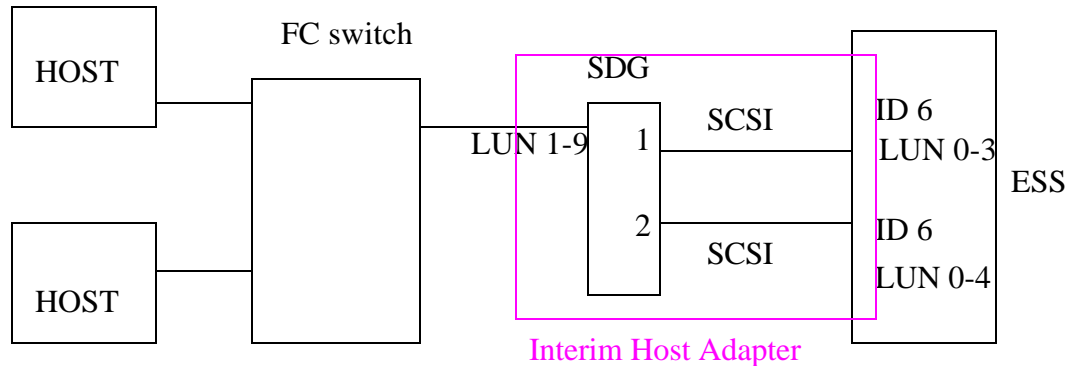 FC switch
HOST
SDG
SCSI
ID 6
LUN 1-9
1
LUN 0-3
ESS
2
ID 6
SCSI
LUN 0-4
HOST
Interim Host Adapter